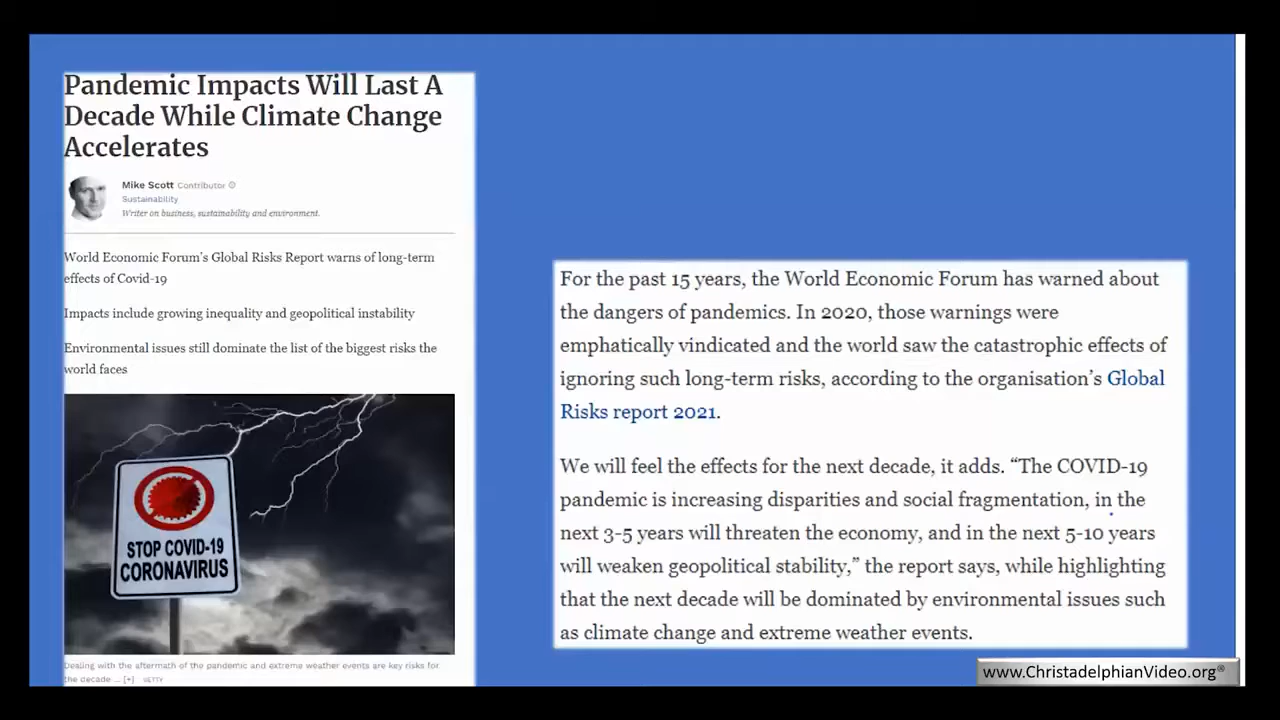 Pandemic Impacts Will Last A
Decade While Climate Change
Accelerates
Mike Scott Contributor
Sustainability
Writer on business, sustainability and environment.
World Economic Forum's Global Risks Report warns of long-term
effects of Covid-19
Impacts include growing inequality and geopolitical instability
Environmental issues still dominate the list of the biggest risks the
world faces
STOP COVID-19
CORONAVIRUS
Dealing with the aftermath of the pandemic and extreme weather events are key risks for
the decade ... [+] GETTY
For the past 15 years, the World Economic Forum has warned about
the dangers of pandemics. In 2020, those warnings were
emphatically vindicated and the world saw the catastrophic effects of
ignoring such long-term risks, according to the organisation's Global
Risks report 2021.
We will feel the effects for the next decade, it adds. “The COVID-19
pandemic is increasing disparities and social fragmentation, in the
next 3-5 years will threaten the economy, and in the next 5-10 years
will weaken geopolitical stability,” the report says, while highlighting
that the next decade will be dominated by environmental issues such
as climate change and extreme weather events.
www.ChristadelphianVideo.org®